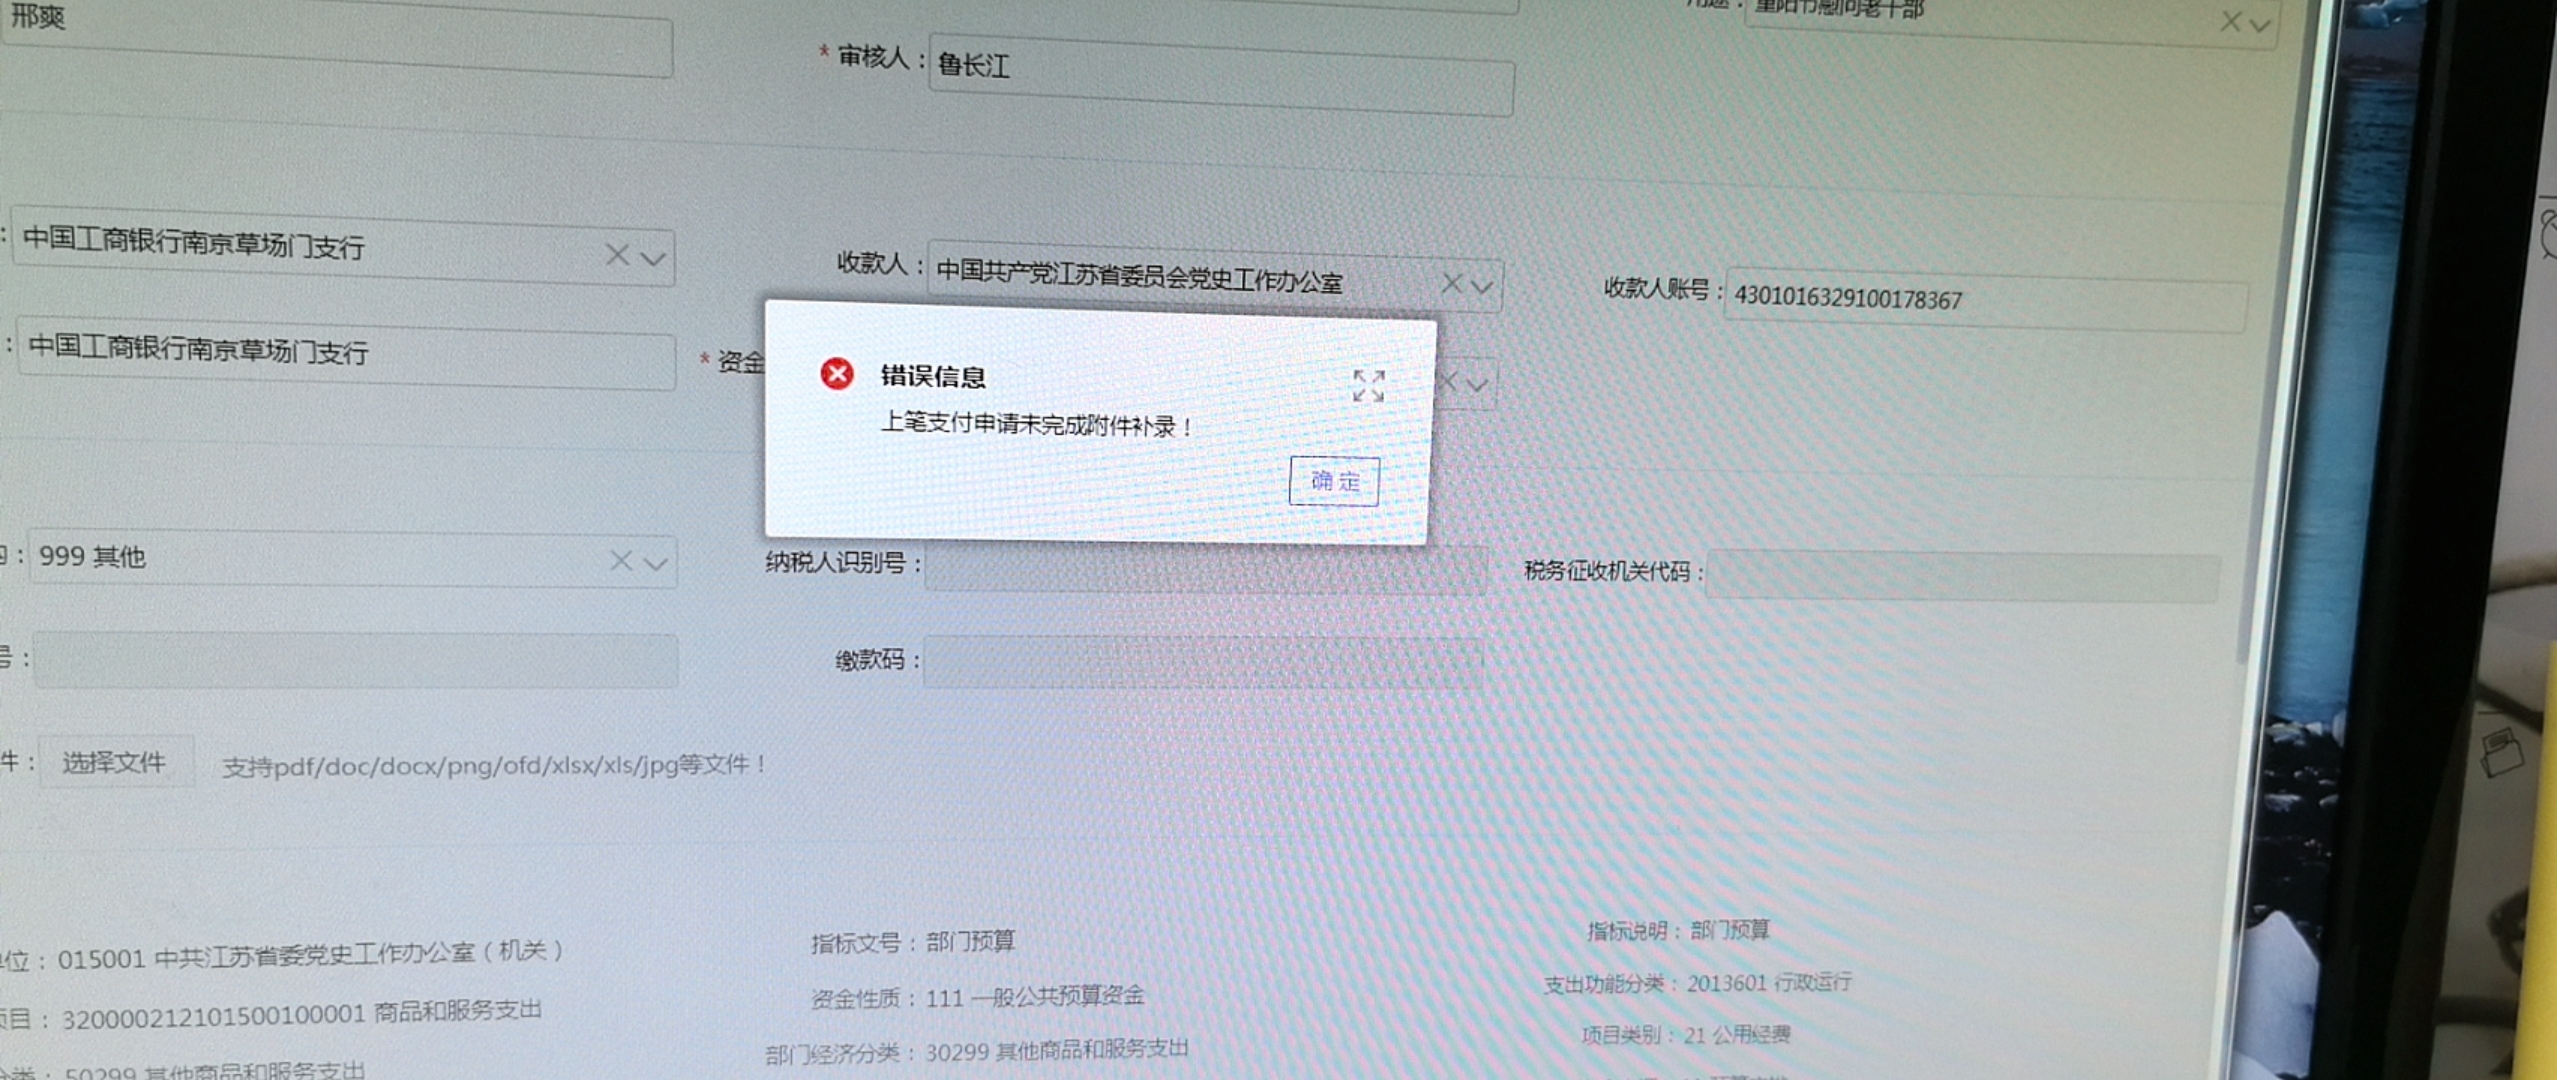 邢爽
* 审核人：鲁长江
用途：重阳节慰问老干部
：中国工商银行南京草场门支行
收款人：中国共产党江苏省委员会党史工作办公室
收款人账号：4301016329100178367
：中国工商银行南京草场门支行
* 资金
错误信息
上笔支付申请未完成附件补录！
确定
：999 其他
纳税人识别号：
税务征收机关代码：
号：
缴款码：
件：选择文件 支持pdf/doc/docx/png/ofd/xlsx/xls/jpg等文件！
位：015001 中共江苏省委党史工作办公室（机关）
指标文号：部门预算
指标说明：部门预算
项目：320000212101500100001 商品和服务支出
资金性质：111 一般公共预算资金
支出功能分类：2013601 行政运行
分类：50299 其他商品和服务支出
部门经济分类：30299 其他商品和服务支出
项目类别：21 公用经费